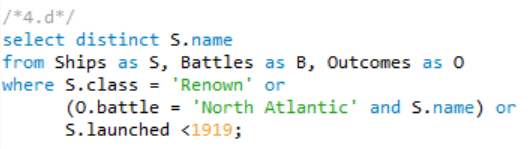 /*4.d*/
select distinct S.name
from Ships as S, Battles as B, Outcomes as O
where S.class = 'Renown' or
(O.battle = 'North Atlantic' and S.name) or
S.launched <1919;